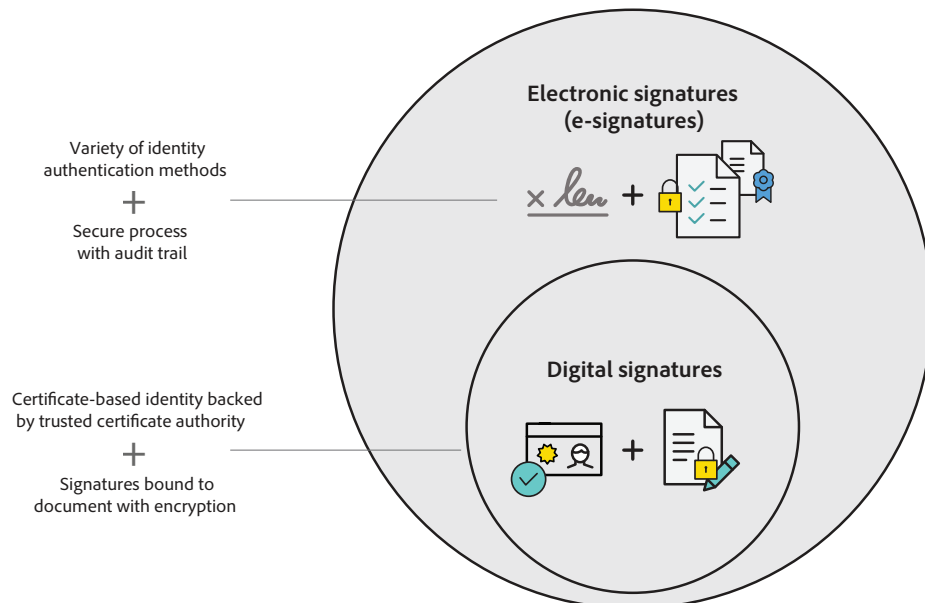 Electronic signatures
(e-signatures)
Variety of identity
authentication methods
+
Secure process
with audit trail
× len +
Digital signatures
Certificate-based identity backed
by trusted certificate authority
+
Signatures bound to
document with encryption
+